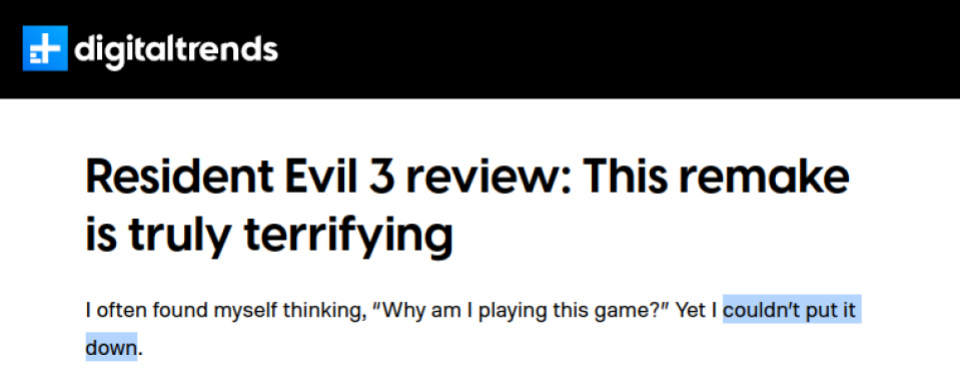 digitaltrends
Resident Evil 3 review: This remake
is truly terrifying
I often found myself thinking, “Why am I playing this game?” Yet I couldn’t put it
down.